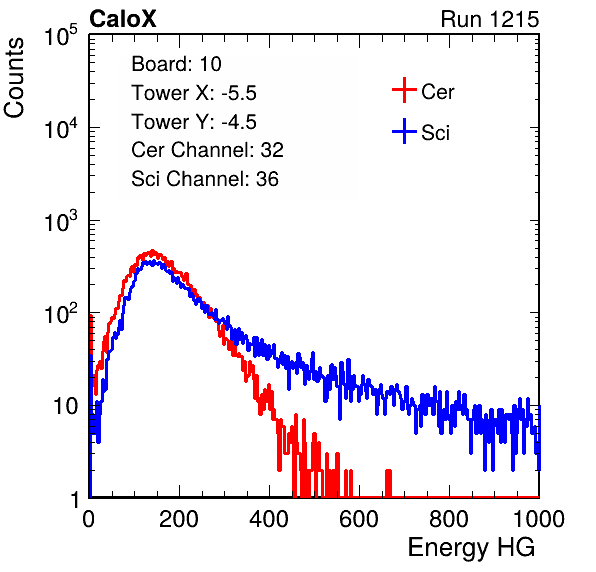 CaloX Run 1215
Counts
10^5
10^4
10^3
10^2
10
1
Board: 10
Tower X: -5.5
Tower Y: -4.5
Cer Channel: 32
Sci Channel: 36
Cer
Sci
0 200 400 600 800 1000
Energy HG